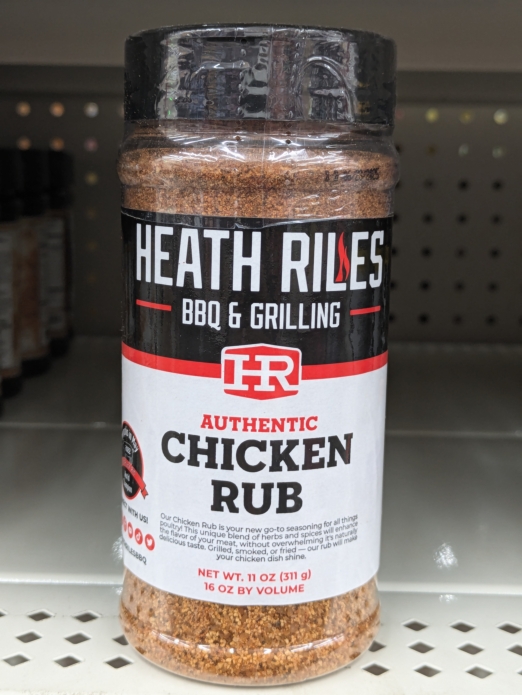 HEATH RILES
BBQ & GRILLING
HR
AUTHENTIC
CHICKEN
RUB
Our Chicken Rub is your new go-to seasoning for all things
poultry! This unique blend of herbs and spices will enhance
the flavor of your meat, without overwhelming it's naturally
delicious taste. Grilled, smoked, or fried — our rub will make
your chicken dish shine.
WITH US!
NET WT. 11 OZ (311 g)
16 OZ BY VOLUME